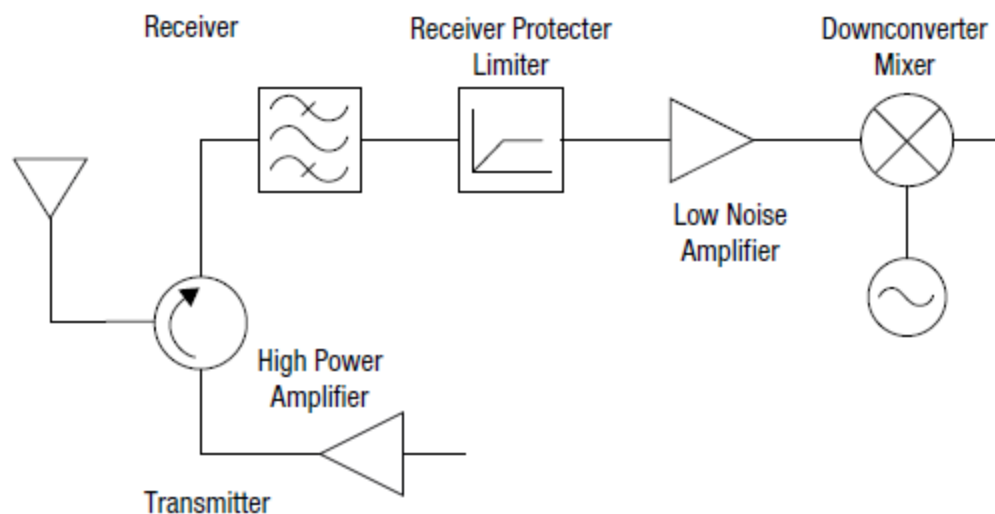 Receiver
Receiver Protecter
Limiter
Downconverter
Mixer
Low Noise
Amplifier
High Power
Amplifier
Transmitter